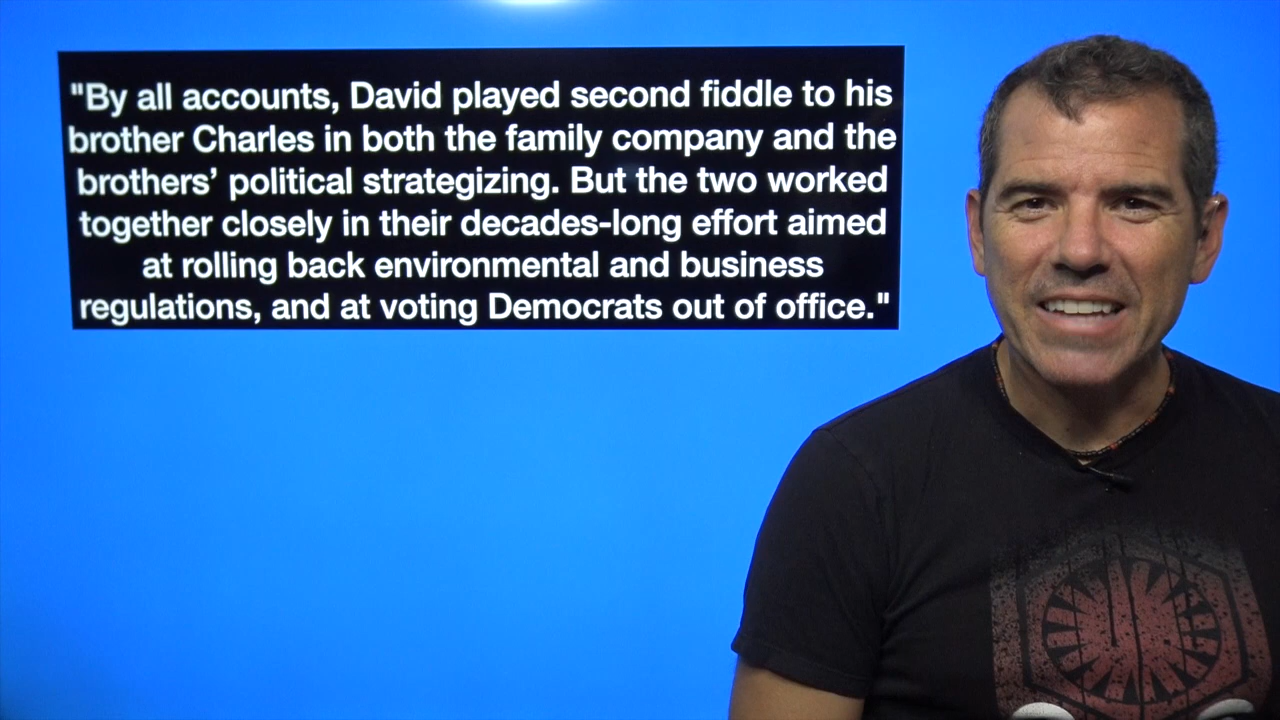 "By all accounts, David played second fiddle to his
brother Charles in both the family company and the
brothers’ political strategizing. But the two worked
together closely in their decades-long effort aimed
at rolling back environmental and business
regulations, and at voting Democrats out of office."